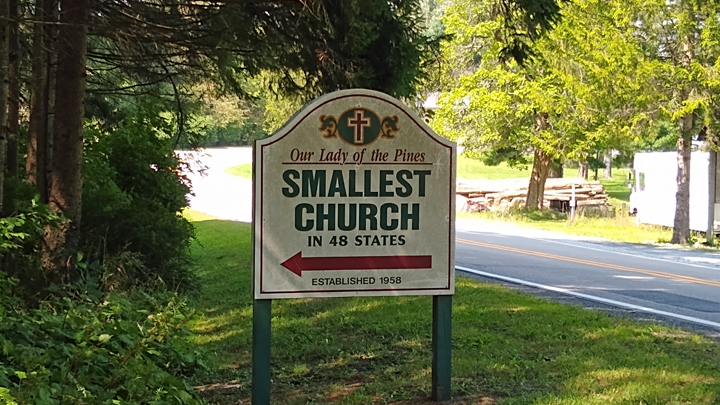 Our Lady of the Pines
SMALLEST
CHURCH
IN 48 STATES
ESTABLISHED 1958